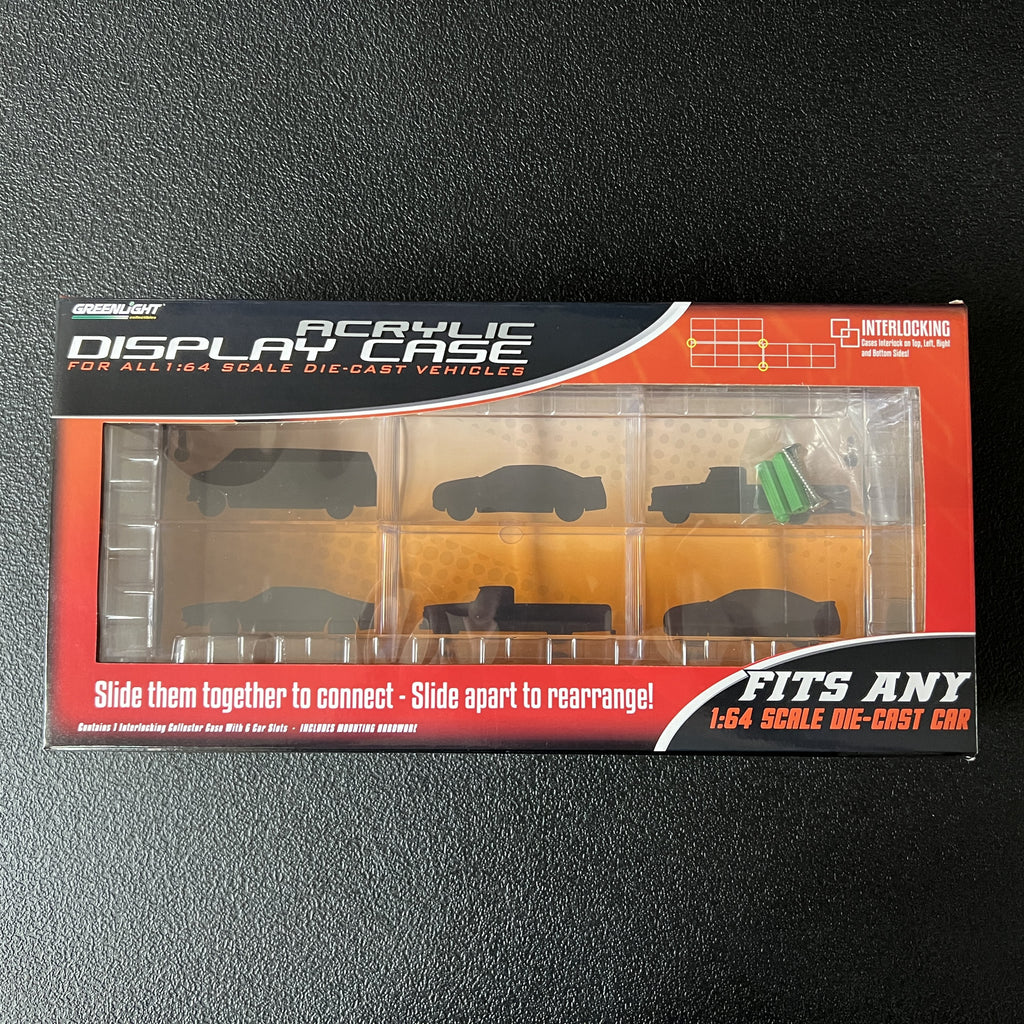 GREENLIGHT
collectibles
ACRYLIC
DISPLAY CASE
FOR ALL 1:64 SCALE DIE-CAST VEHICLES
INTERLOCKING
Cases interlock on Top, Left, Right
and Bottom Sides!
Slide them together to connect - Slide apart to rearrange!
Contains 1 Interlocking Collector Case With 6 Car Slots · INCLUDES MOUNTING HARDWARE
FITS ANY
1:64 SCALE DIE-CAST CAR